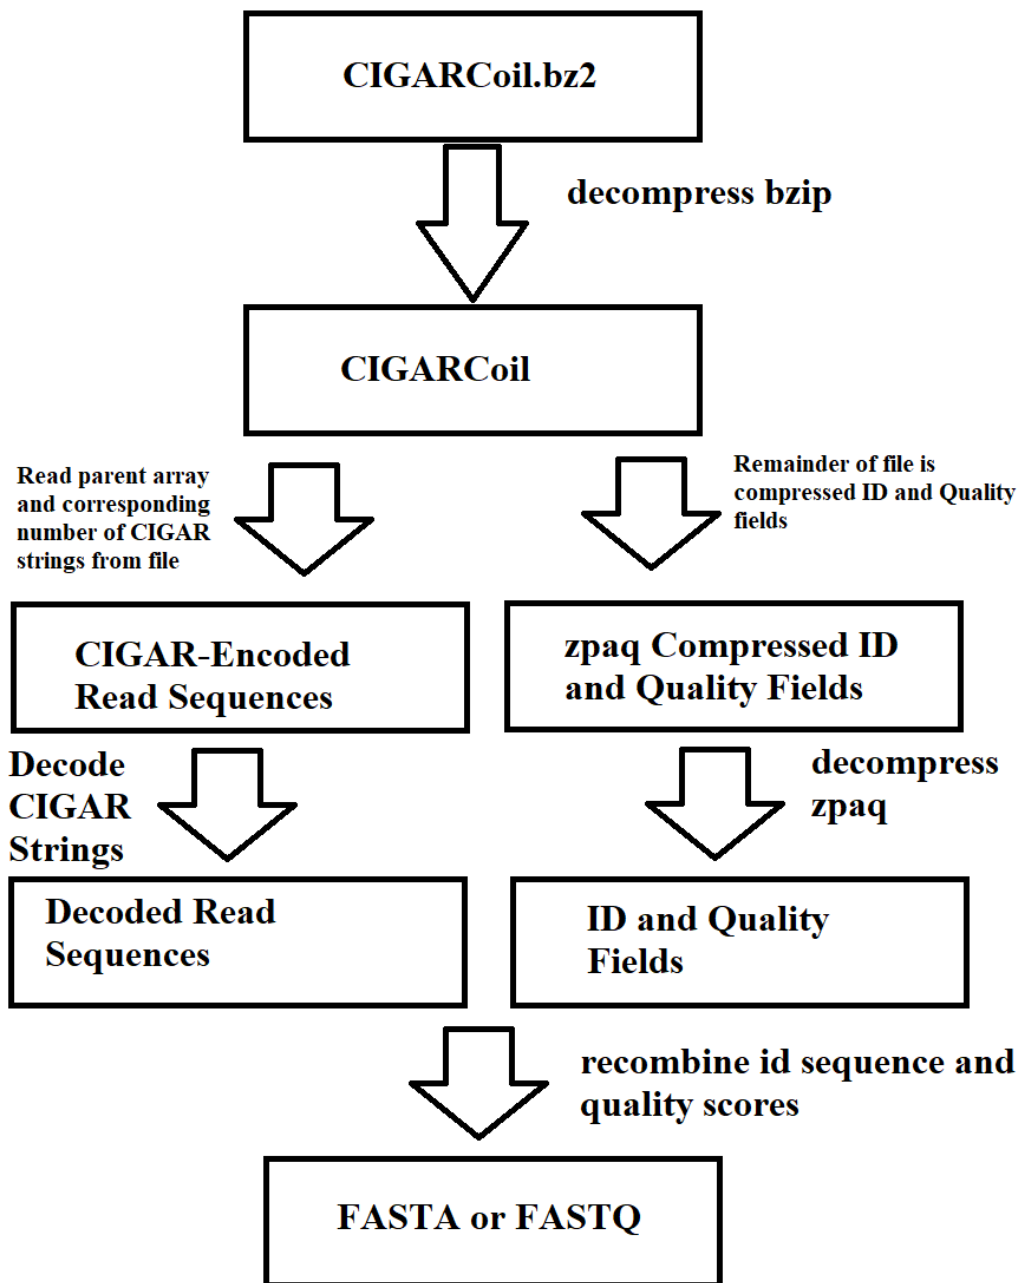 CIGARCoil.bz2
decompress bzip
CIGARCoil
Read parent array
and corresponding
number of CIGAR
strings from file
Remainder of file is
compressed ID and Quality
fields
CIGAR-Encoded
Read Sequences
zpaq Compressed ID
and Quality Fields
Decode
CIGAR
Strings
decompress
zpaq
Decoded Read
Sequences
ID and Quality
Fields
recombine id sequence and
quality scores
FASTA or FASTQ